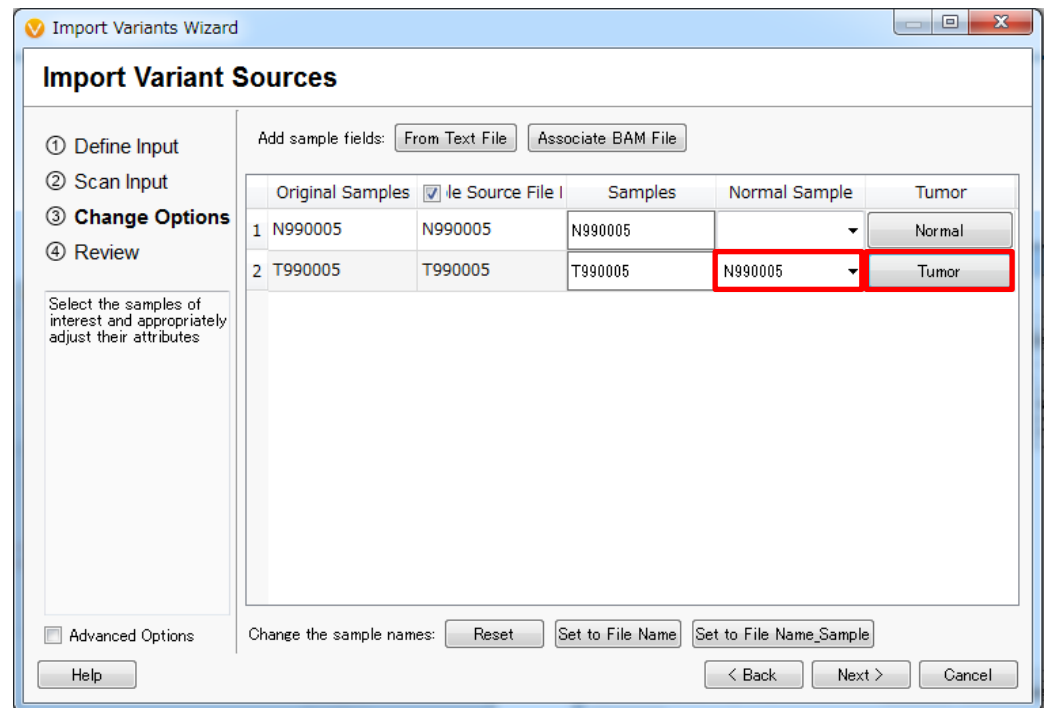 Import Variants Wizard
Import Variant Sources
① Define Input
② Scan Input
③ Change Options
④ Review
Select the samples of
interest and appropriately
adjust their attributes
Advanced Options
Add sample fields: From Text File Associate BAM File
Original Samples le Source File Samples Normal Sample Tumor
1 N990005 N990005 N990005 Normal
2 T990005 T990005 T990005 N990005 Tumor
Change the sample names: Reset Set to File Name Set to File Name_Sample
Help < Back Next > Cancel